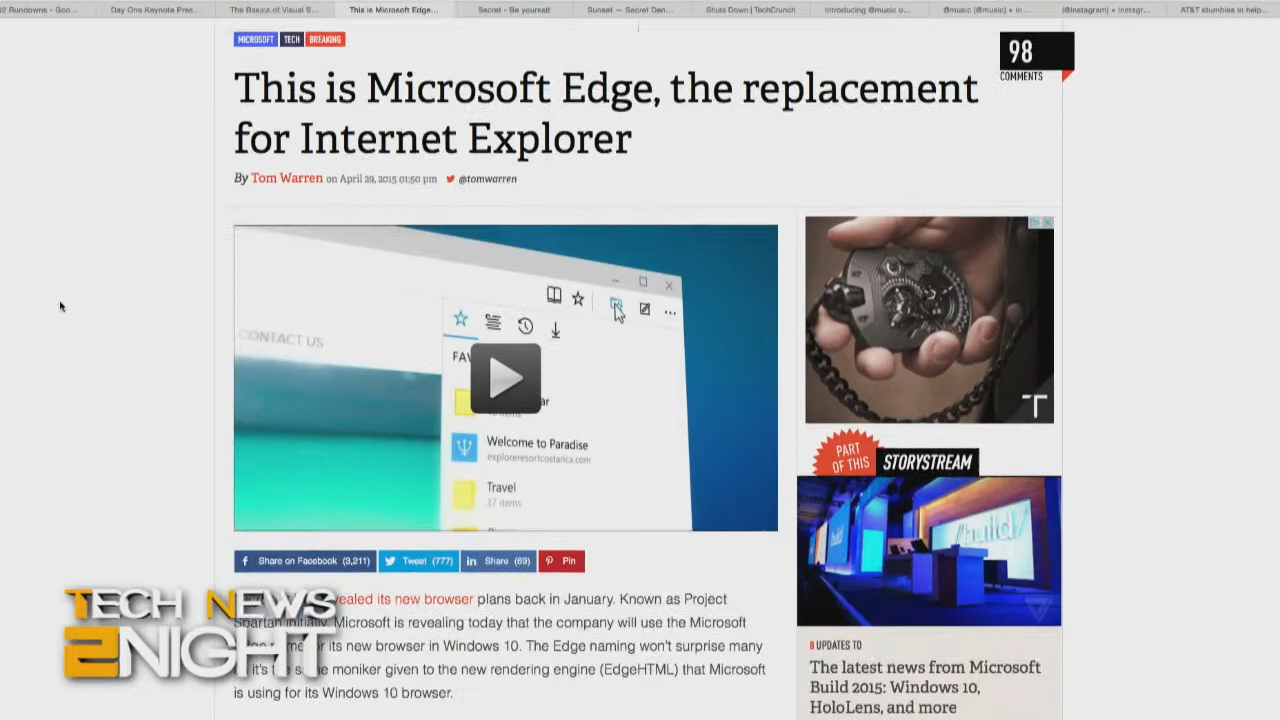 Day One Keynote Pres...
The Basics of Visual S...
This is Microsoft Edge...
Secret - Be yourself
Sunset — Secret Den...
Shuts Down | TechCrunch
Introducing @music o...
@music (@music) • In...
(@instagram) • Instagr...
AT&T stumbles in help...
MICROSOFT TECH BREAKING
98
COMMENTS
This is Microsoft Edge, the replacement
for Internet Explorer
By Tom Warren on April 29, 2015 01:50 pm @tomwarren
CONTACT US
FAV
ar
items
Welcome to Paradise
exploreresortcostarica.com
Travel
37 items
T
PART
OF THIS
STORYSTREAM
build
//build/
Share on Facebook (3,211)
Tweet (777)
Share (69)
Pin
revealed its new browser plans back in January. Known as Project
Spartan initially, Microsoft is revealing today that the company will use the Microsoft
its new browser in Windows 10. The Edge naming won't surprise many
it's the same moniker given to the new rendering engine (EdgeHTML) that Microsoft
is using for its Windows 10 browser.
TECH NEWS
2NIGHT
8 UPDATES TO
The latest news from Microsoft
Build 2015: Windows 10,
HoloLens, and more